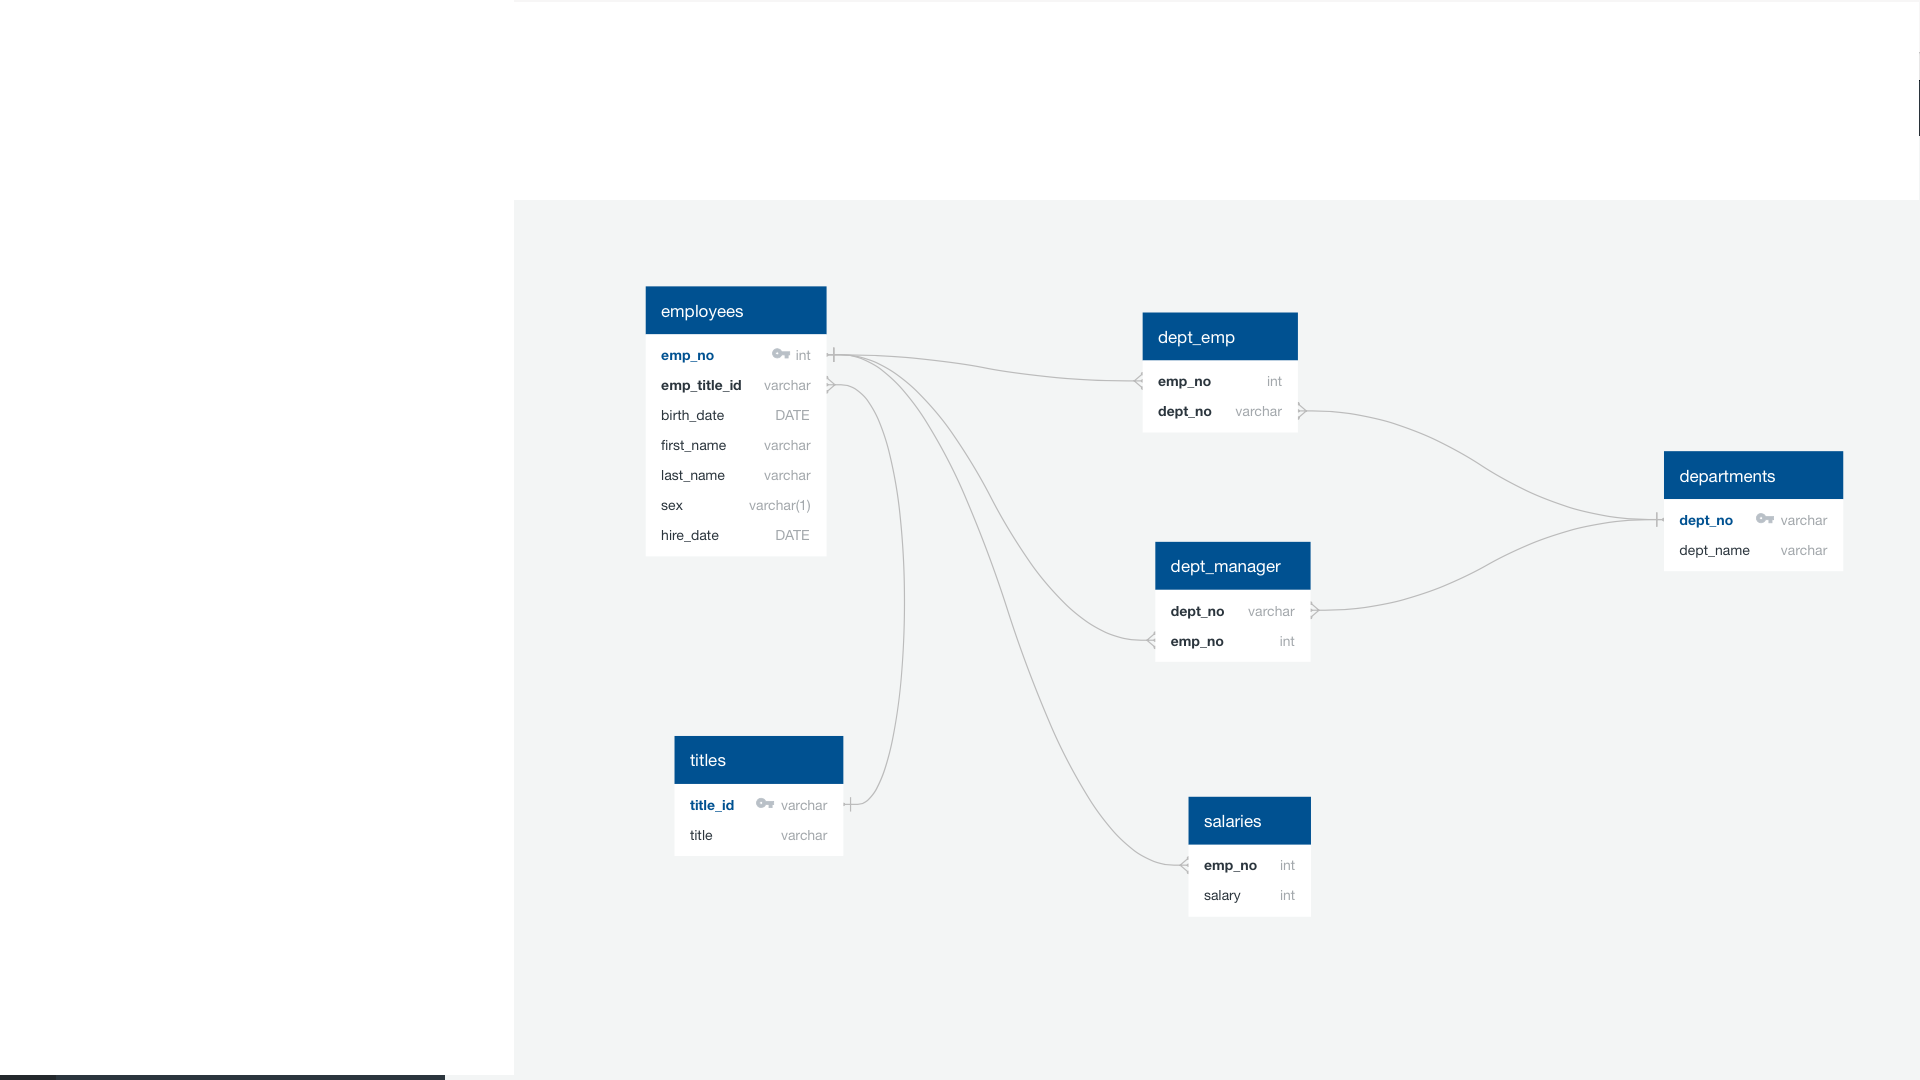 employees
emp_no int
emp_title_id varchar
birth_date DATE
first_name varchar
last_name varchar
sex varchar(1)
hire_date DATE
dept_emp
emp_no int
dept_no varchar
departments
dept_no varchar
dept_name varchar
dept_manager
dept_no varchar
emp_no int
titles
title_id varchar
title varchar
salaries
emp_no int
salary int